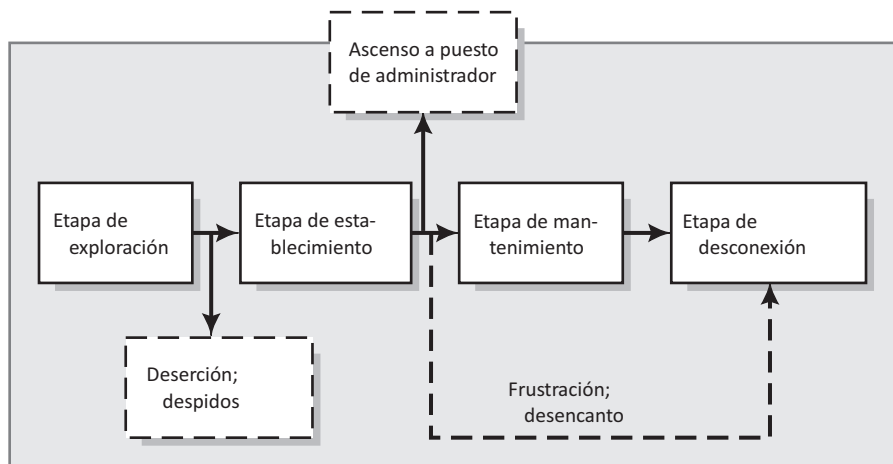 Ascenso a puesto
de administrador
Etapa de
exploración
Etapa de esta-
blecimiento
Etapa de man-
tenimiento
Etapa de
desconexión
Deserción;
despidos
Frustración;
desencanto